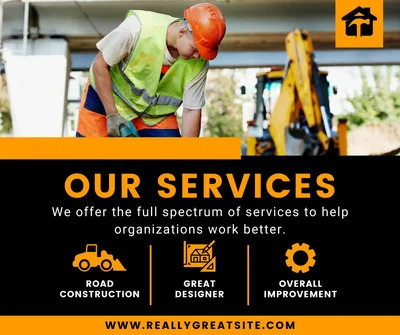 OUR SERVICES
We offer the full spectrum of services to help
organizations work better.
ROAD
CONSTRUCTION
GREAT
DESIGNER
OVERALL
IMPROVEMENT
WWW.REALLYGREATSITE.COM